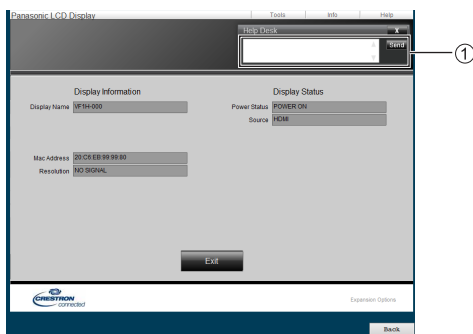 Panasonic LCD Display Tools Info Help
Help Desk X
Send
①
Display Information Display Status
Display Name VF1H-000 Power Status POWER ON
Source HDMI
Mac Address 20:C6:EB:99:99:80
Resolution NO SIGNAL
Exit
CRESTRON
connected
Expansion Options
Back